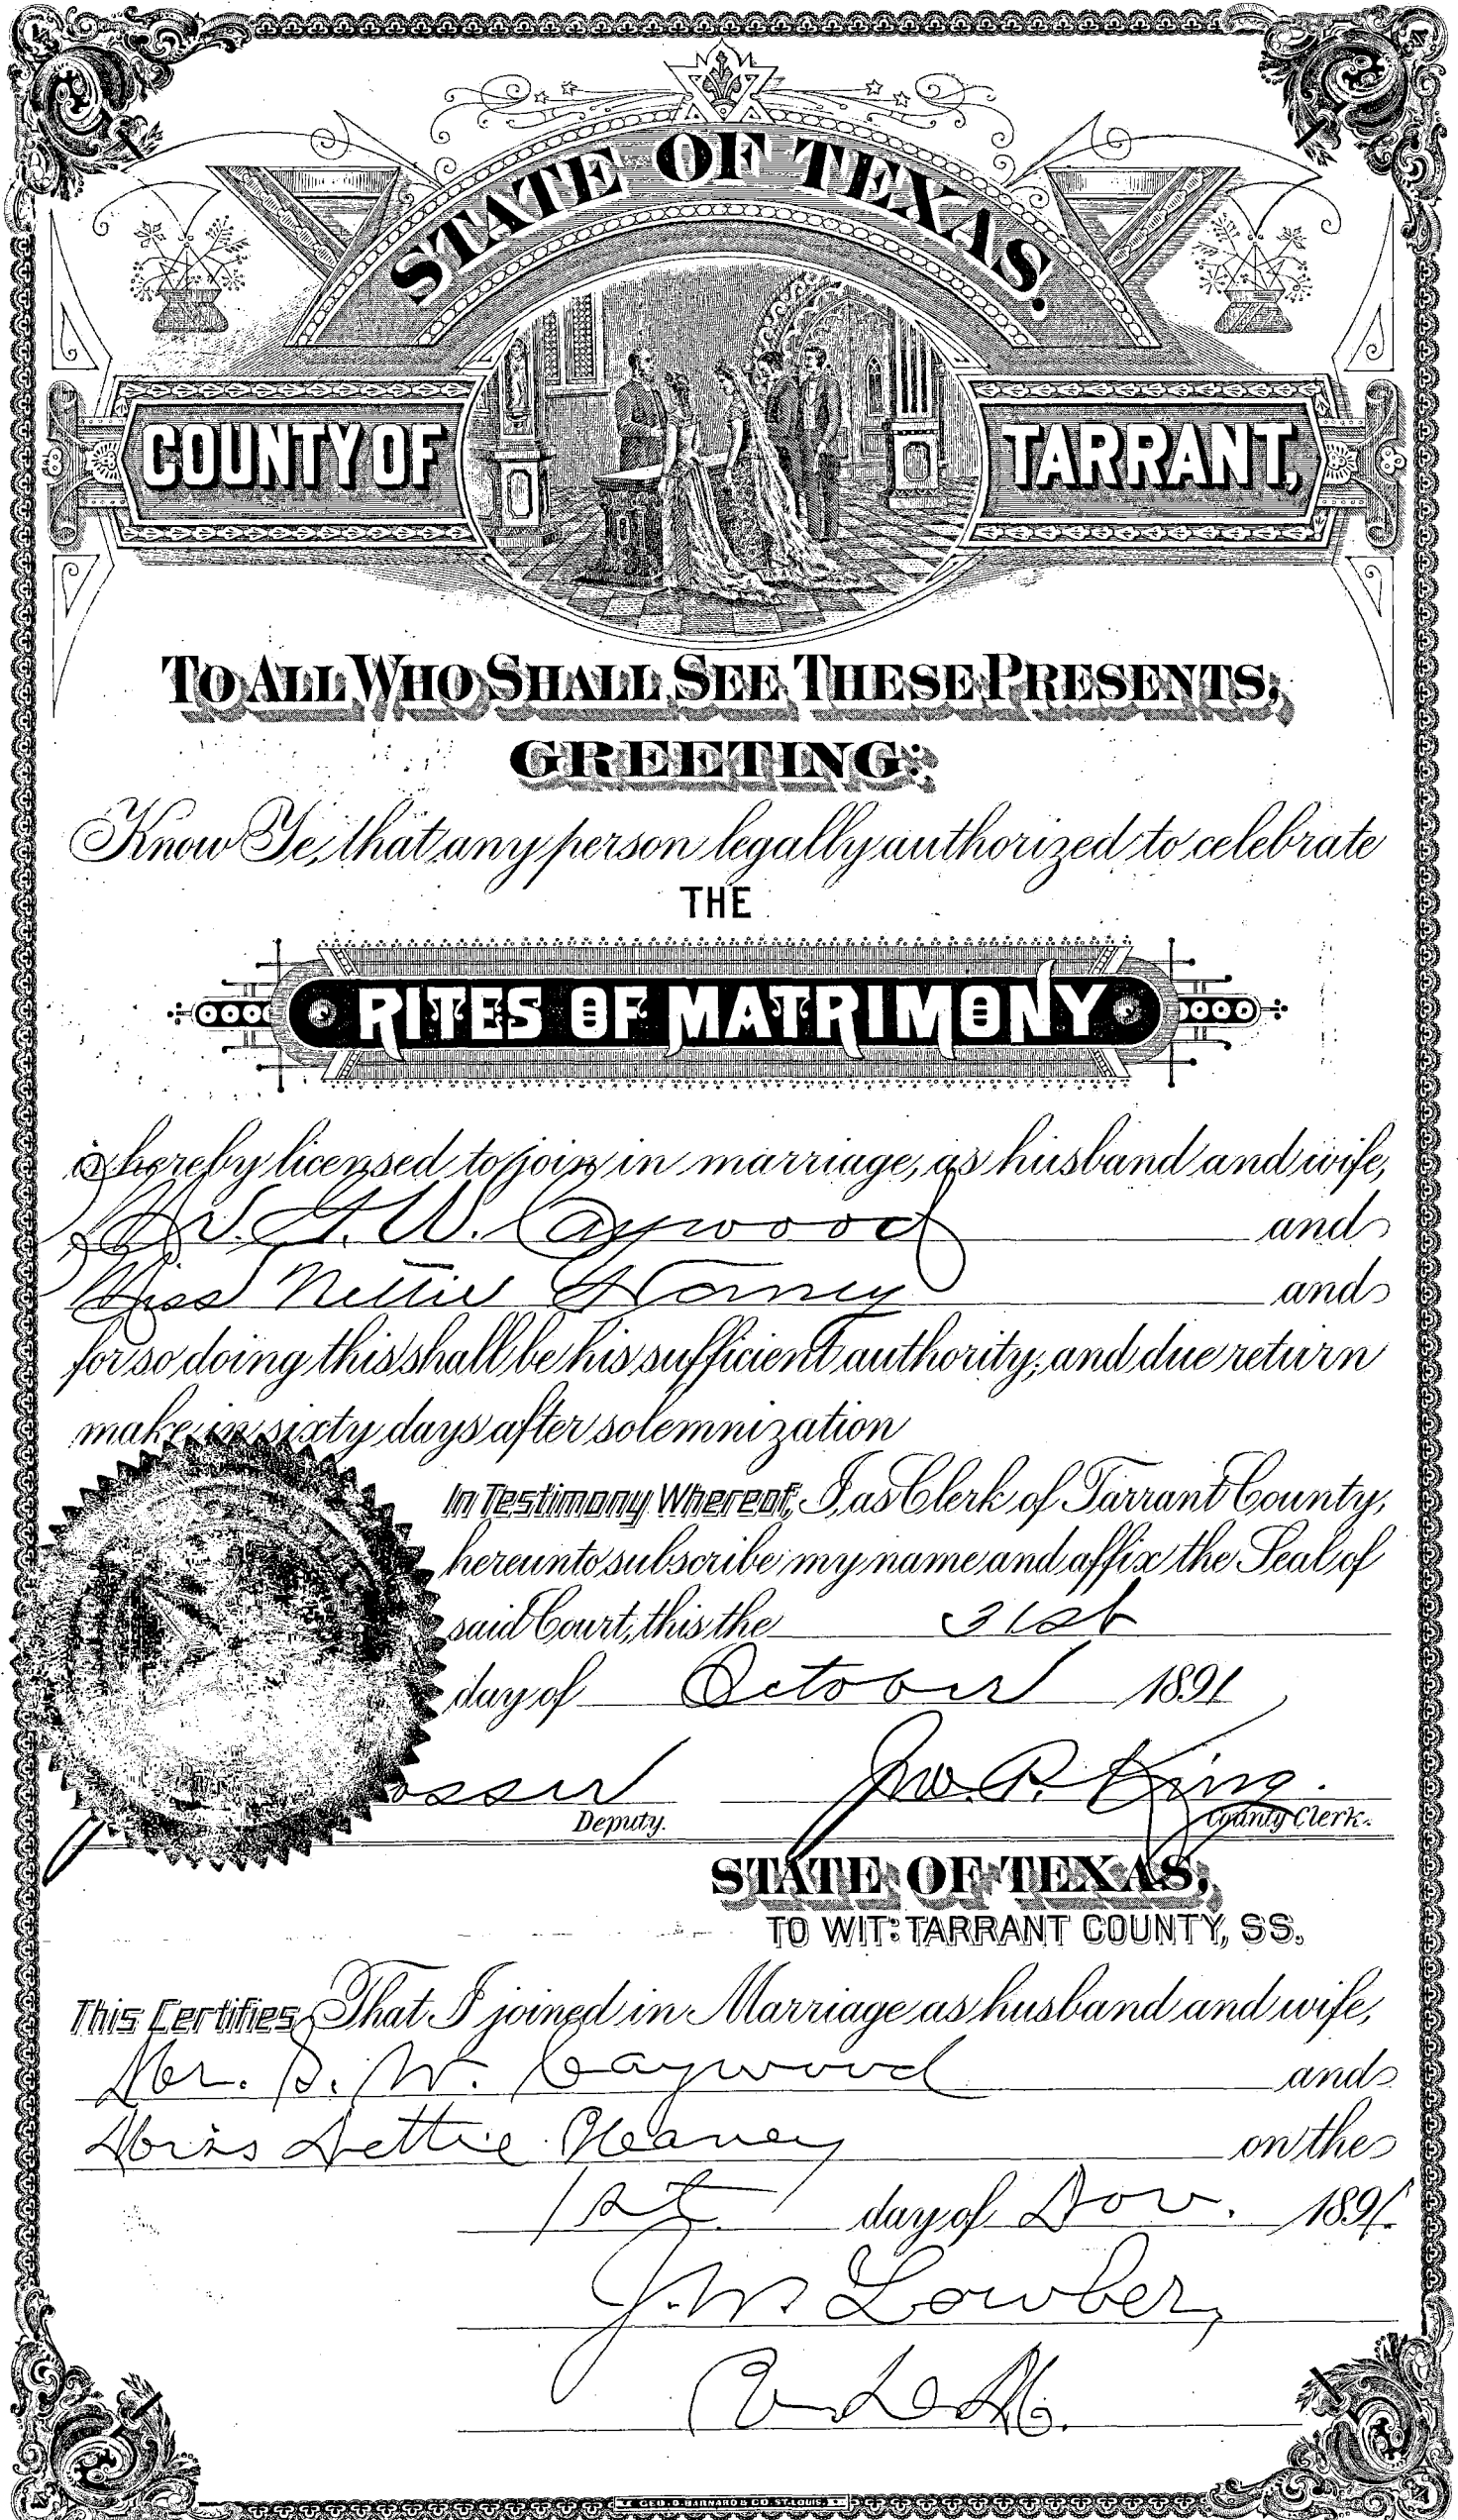 STATE OF TEXAS.
COUNTY OF TARRANT,
TO ALL WHO SHALL SEE THESE PRESENTS,
GREETING:
Know Ye, that any person legally authorized to celebrate
THE
RITES OF MATRIMONY
is hereby licensed to join in marriage, as husband and wife,
Mr. G. W. Caywood and
Miss Nettie and
for so doing this shall be his sufficient authority, and due return
make in sixty days after solemnization
In Testimony Whereof, I, as Clerk of Tarrant County,
hereunto subscribe my name and affix the Seal of
said Court, this the 31st
day of October 1891
Jno. P. King.
Deputy. County Clerk.
STATE OF TEXAS,
TO WIT: TARRANT COUNTY, SS.
This Certifies, That I joined in Marriage as husband and wife,
Mr. W. Caywood and
Miss Nettie on the
1st day of Nov. 1891.
J. W. Lowber,
GEO. D. BARNARD & CO. ST. LOUIS.